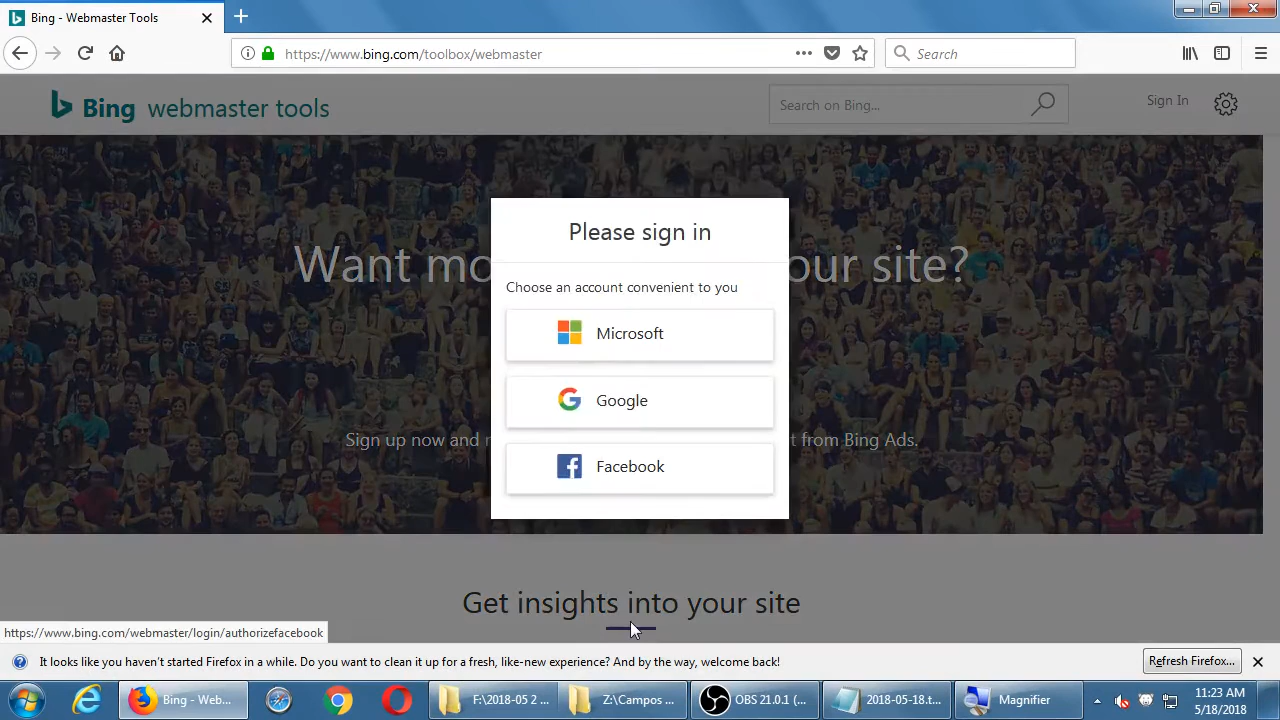 Bing - Webmaster Tools
https://www.bing.com/toolbox/webmaster
Search
Bing webmaster tools
Search on Bing...
Sign In
Want mo
our site?
Please sign in
Choose an account convenient to you
Microsoft
Google
Facebook
Sign up now and
t from Bing Ads.
Get insights into your site
https://www.bing.com/webmaster/login/authorizefacebook
It looks like you haven't started Firefox in a while. Do you want to clean it up for a fresh, like-new experience? And by the way, welcome back!
Refresh Firefox...
Bing - Web...
F:\2018-05 2 ...
Z:\Campos ...
OBS 21.0.1 (...
2018-05-18.t...
Magnifier
11:23 AM
5/18/2018